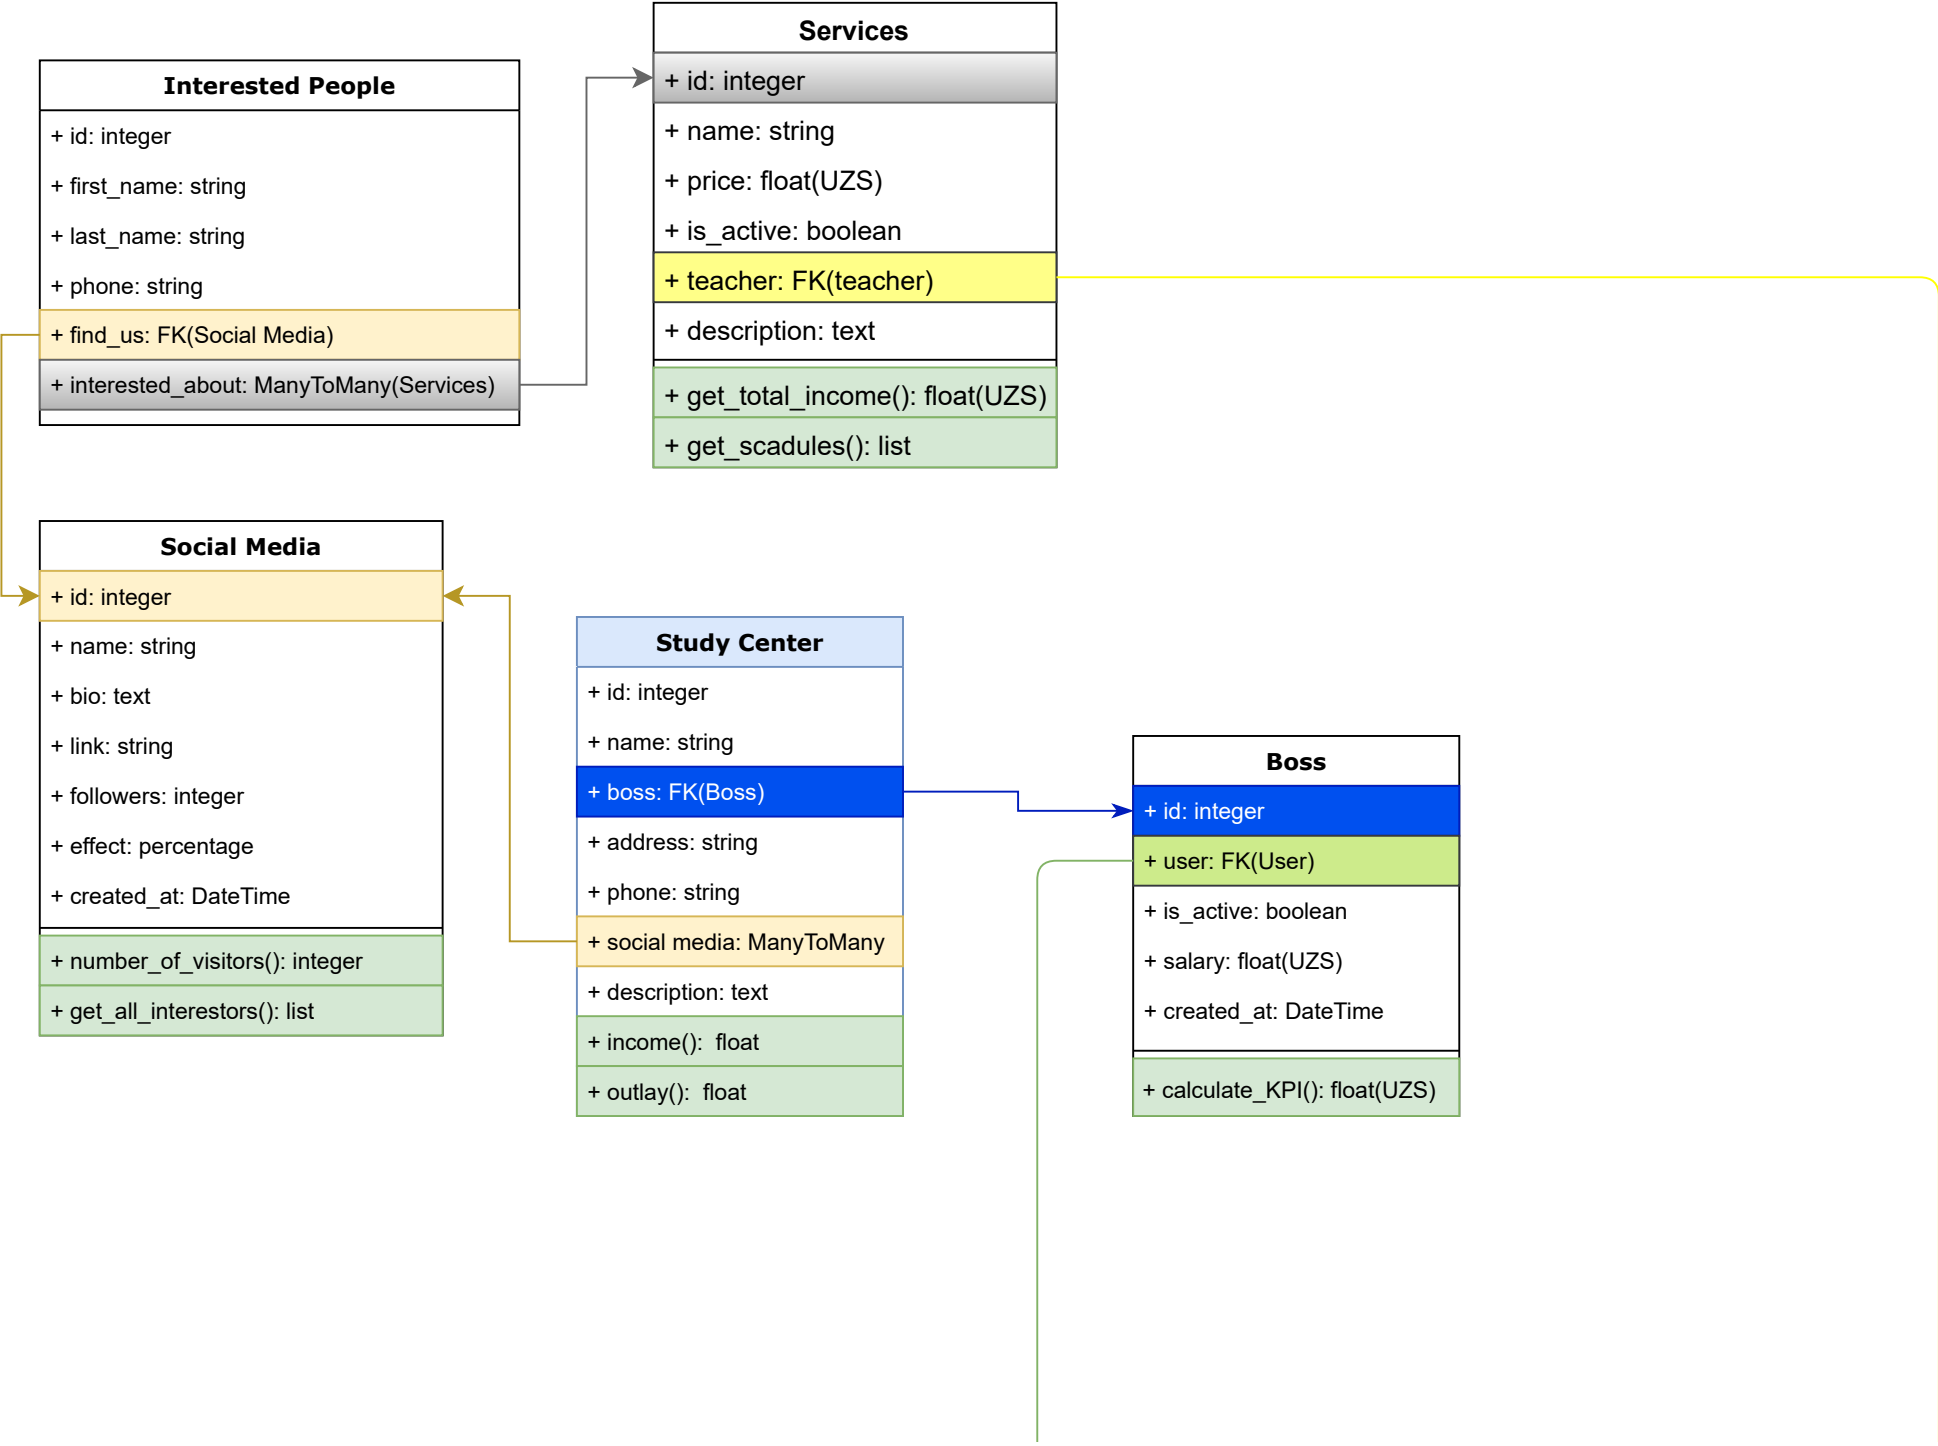 Interested People
+ id: integer
+ first_name: string
+ last_name: string
+ phone: string
+ find_us: FK(Social Media)
+ interested_about: ManyToMany(Services)
Services
+ id: integer
+ name: string
+ price: float(UZS)
+ is_active: boolean
+ teacher: FK(teacher)
+ description: text
+ get_total_income(): float(UZS)
+ get_scadules(): list
Social Media
+ id: integer
+ name: string
+ bio: text
+ link: string
+ followers: integer
+ effect: percentage
+ created_at: DateTime
+ number_of_visitors(): integer
+ get_all_interestors(): list
Study Center
+ id: integer
+ name: string
+ boss: FK(Boss)
+ address: string
+ phone: string
+ social media: ManyToMany
+ description: text
+ income():  float
+ outlay():  float
Boss
+ id: integer
+ user: FK(User)
+ is_active: boolean
+ salary: float(UZS)
+ created_at: DateTime
+ calculate_KPI(): float(UZS)